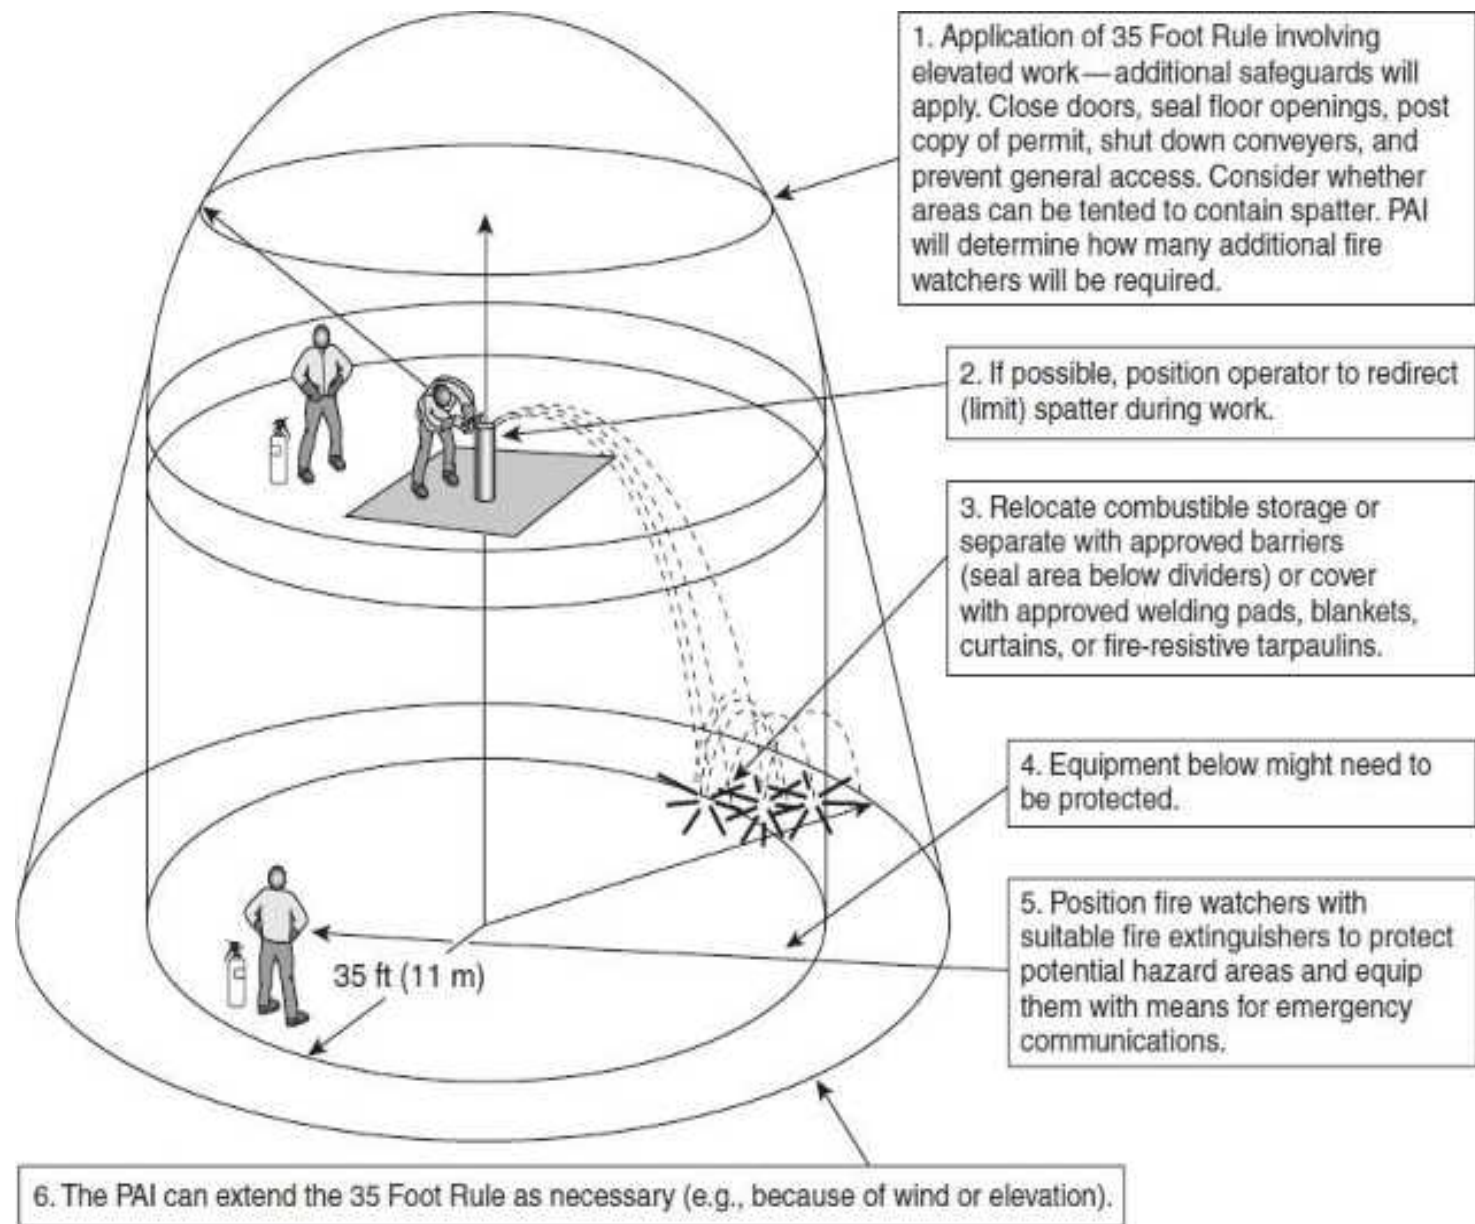 1. Application of 35 Foot Rule involving
elevated work—additional safeguards will
apply. Close doors, seal floor openings, post
copy of permit, shut down conveyers, and
prevent general access. Consider whether
areas can be tented to contain spatter. PAI
will determine how many additional fire
watchers will be required.
2. If possible, position operator to redirect
(limit) spatter during work.
3. Relocate combustible storage or
separate with approved barriers
(seal area below dividers) or cover
with approved welding pads, blankets,
curtains, or fire-resistive tarpaulins.
4. Equipment below might need to
be protected.
5. Position fire watchers with
suitable fire extinguishers to protect
potential hazard areas and equip
them with means for emergency
communications.
35 ft (11 m)
6. The PAI can extend the 35 Foot Rule as necessary (e.g., because of wind or elevation).